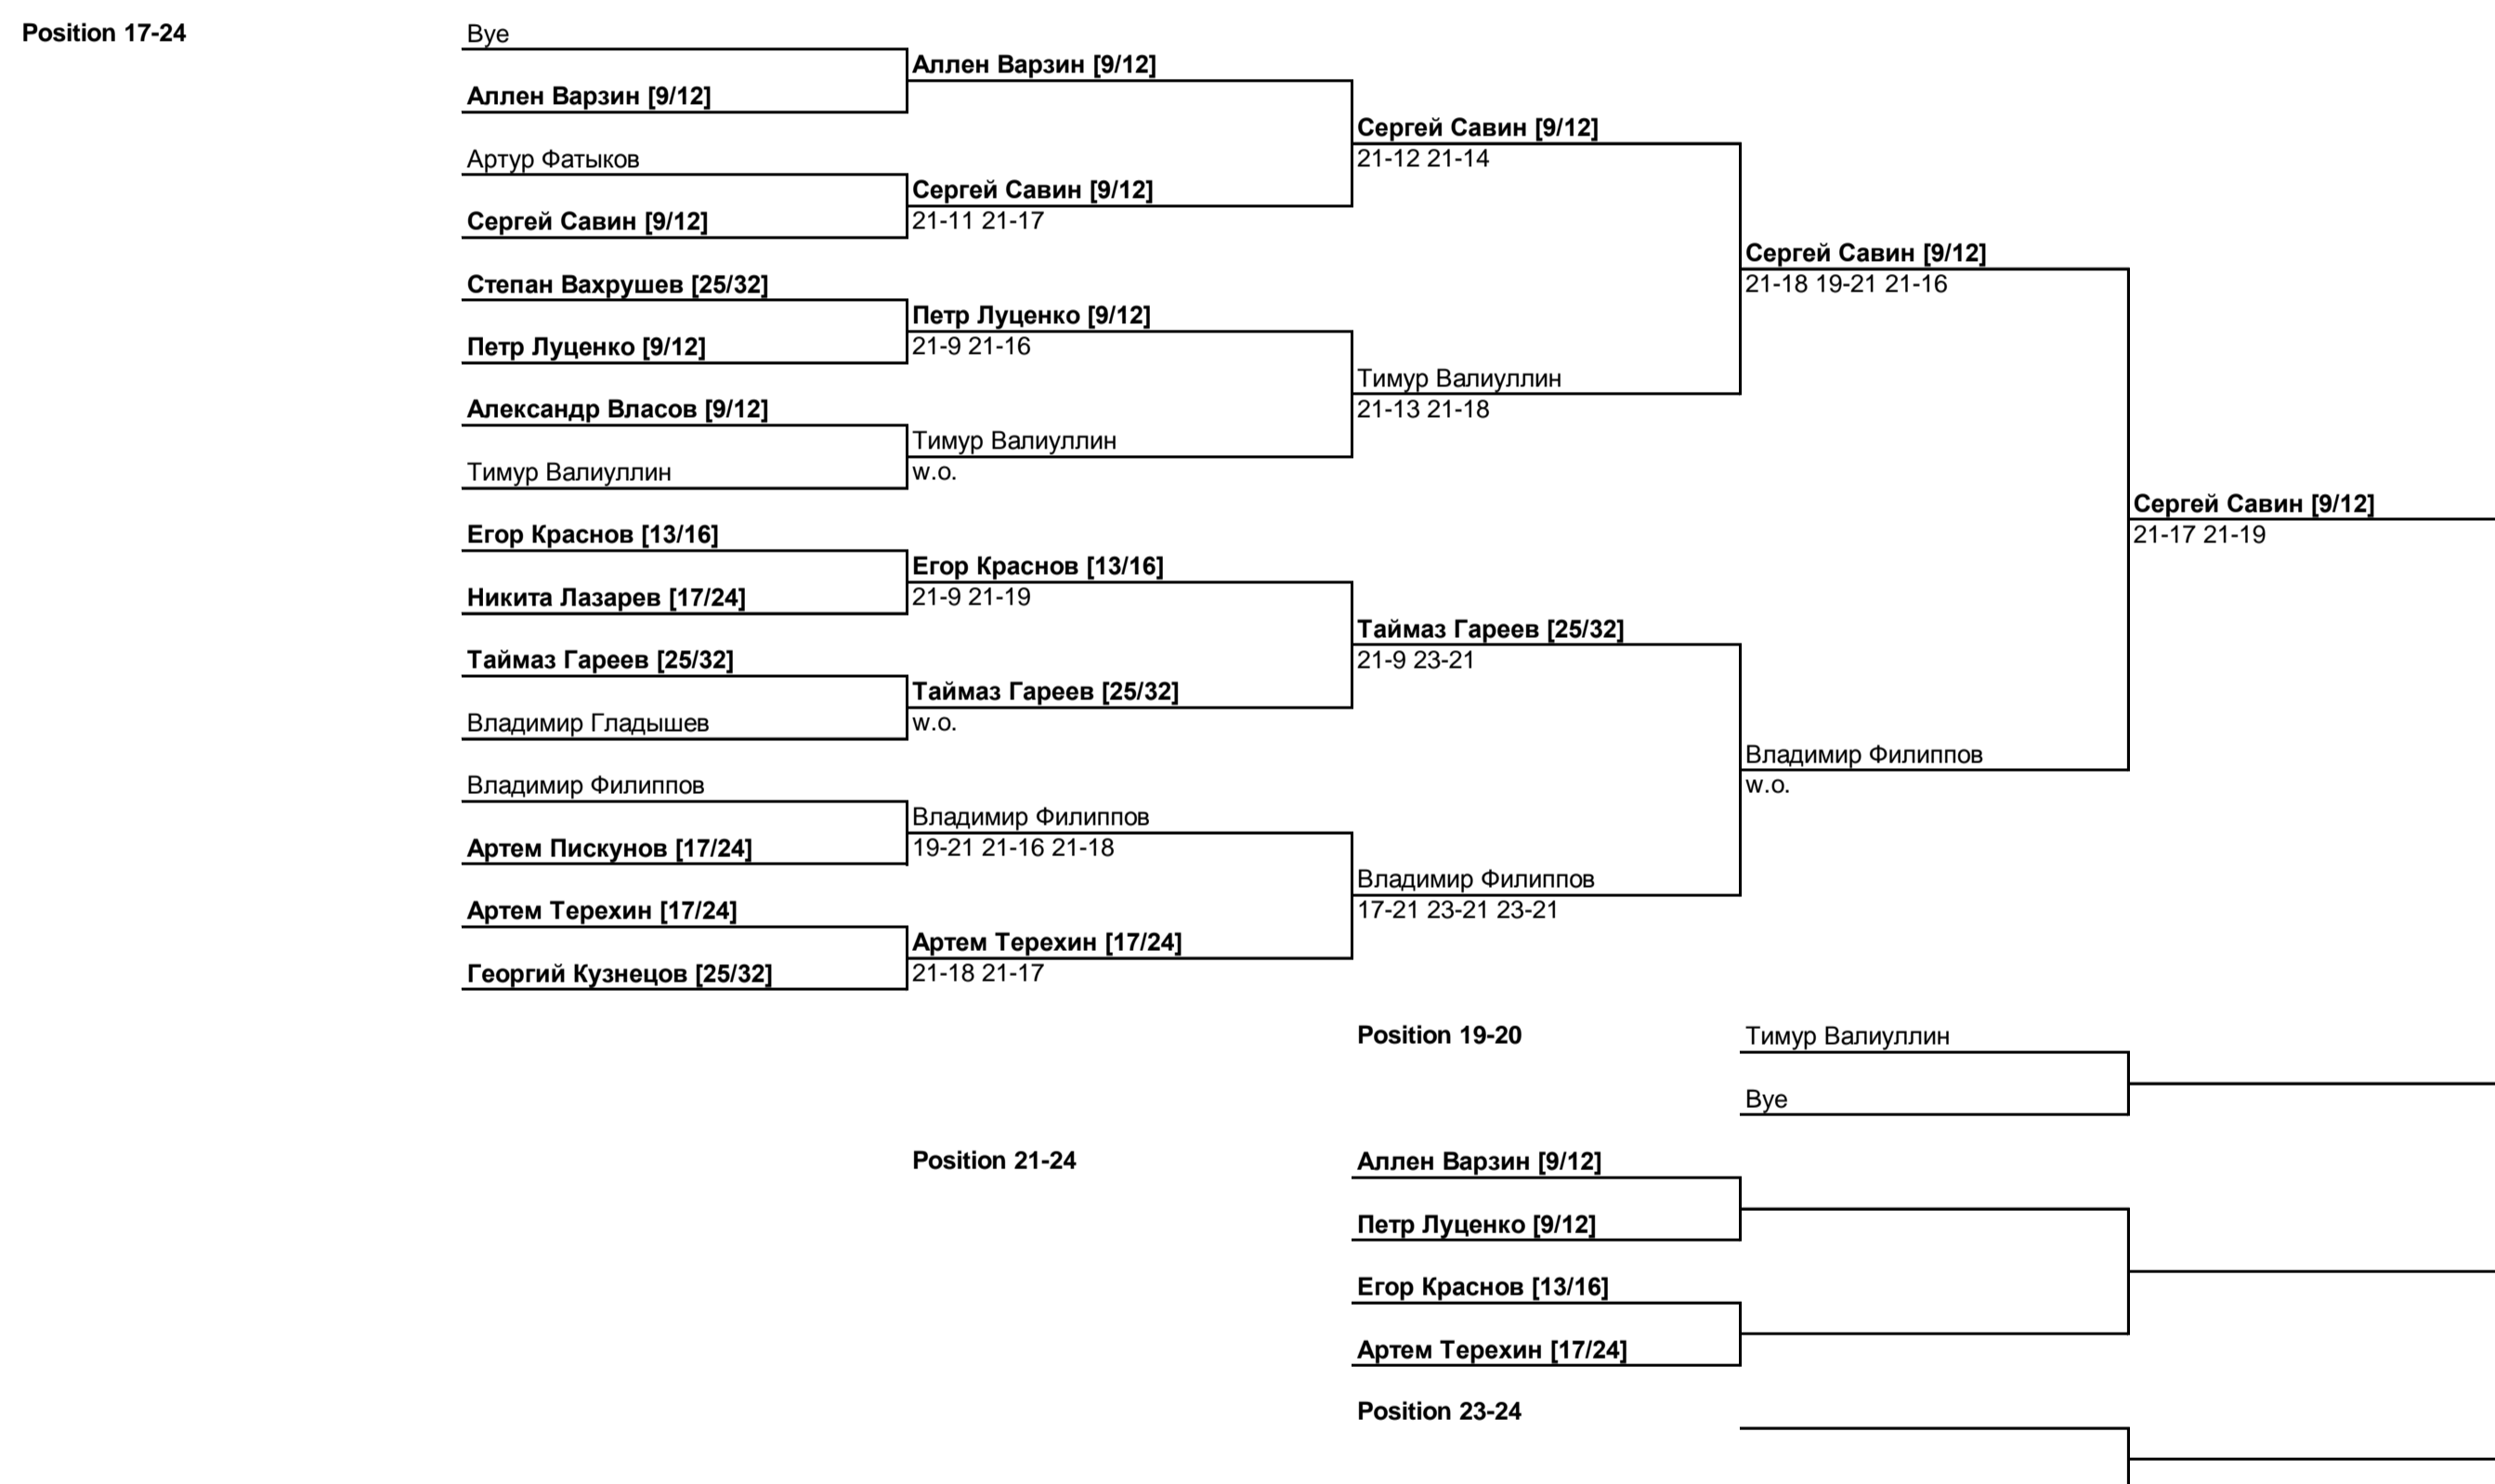 Position 17-24
Bye
Аллен Варзин [9/12]
Аллен Варзин [9/12]
Сергей Савин [9/12]
21-12 21-14
Артур Фатыков
Сергей Савин [9/12]
21-11 21-17
Сергей Савин [9/12]
Сергей Савин [9/12]
21-18 19-21 21-16
Степан Вахрушев [25/32]
Петр Луценко [9/12]
21-9 21-16
Петр Луценко [9/12]
Тимур Валиуллин
21-13 21-18
Александр Власов [9/12]
Тимур Валиуллин
w.o.
Тимур Валиуллин
Сергей Савин [9/12]
21-17 21-19
Егор Краснов [13/16]
Егор Краснов [13/16]
21-9 21-19
Никита Лазарев [17/24]
Таймаз Гареев [25/32]
21-9 23-21
Таймаз Гареев [25/32]
Таймаз Гареев [25/32]
w.o.
Владимир Гладышев
Владимир Филиппов
w.o.
Владимир Филиппов
Владимир Филиппов
19-21 21-16 21-18
Артем Пискунов [17/24]
Владимир Филиппов
17-21 23-21 23-21
Артем Терехин [17/24]
Артем Терехин [17/24]
21-18 21-17
Георгий Кузнецов [25/32]
Position 19-20
Тимур Валиуллин
Bye
Position 21-24
Аллен Варзин [9/12]
Петр Луценко [9/12]
Егор Краснов [13/16]
Артем Терехин [17/24]
Position 23-24